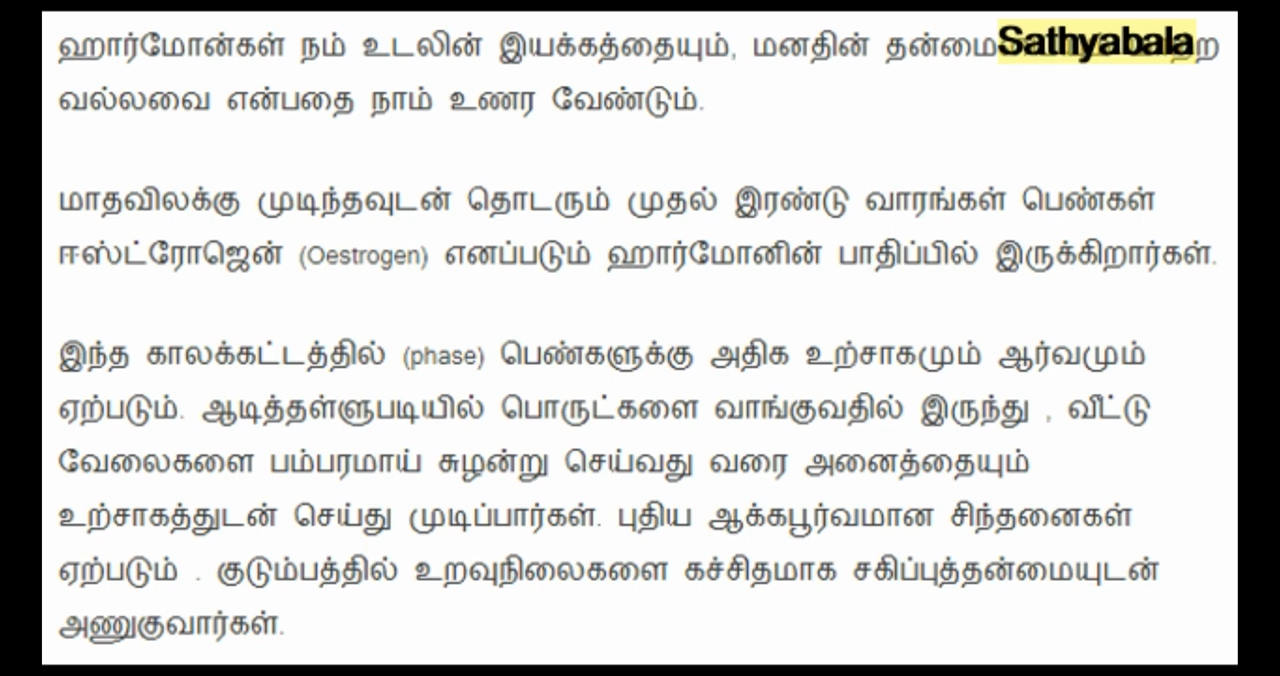 ஹார்மோன்கள் நம் உடலின் இயக்கத்தையும், மனதின் Sathyabala
வல்லவை என்பதை நாம் உணர வேண்டும்.
மாதவிலக்கு முடிந்தவுடன் தொடரும் முதல் இரண்டு வாரங்கள் பெண்கள்
ஈஸ்ட்ரோஜென் (Oestrogen) எனப்படும் ஹார்மோனின் பாதிப்பில் இருக்கிறார்கள்.
இந்த காலக்கட்டத்தில் (phase) பெண்களுக்கு அதிக உற்சாகமும் ஆர்வமும்
ஏற்படும். ஆடித்தள்ளுபடியில் பொருட்களை வாங்குவதில் இருந்து , வீட்டு
வேலைகளை பம்பரமாய் சுழன்று செய்வது வரை அனைத்தையும்
உற்சாகத்துடன் செய்து முடிப்பார்கள். புதிய ஆக்கபூர்வமான சிந்தனைகள்
ஏற்படும் . குடும்பத்தில் உறவுநிலைகளை கச்சிதமாக சகிப்புத்தன்மையுடன்
அணுகுவார்கள்.